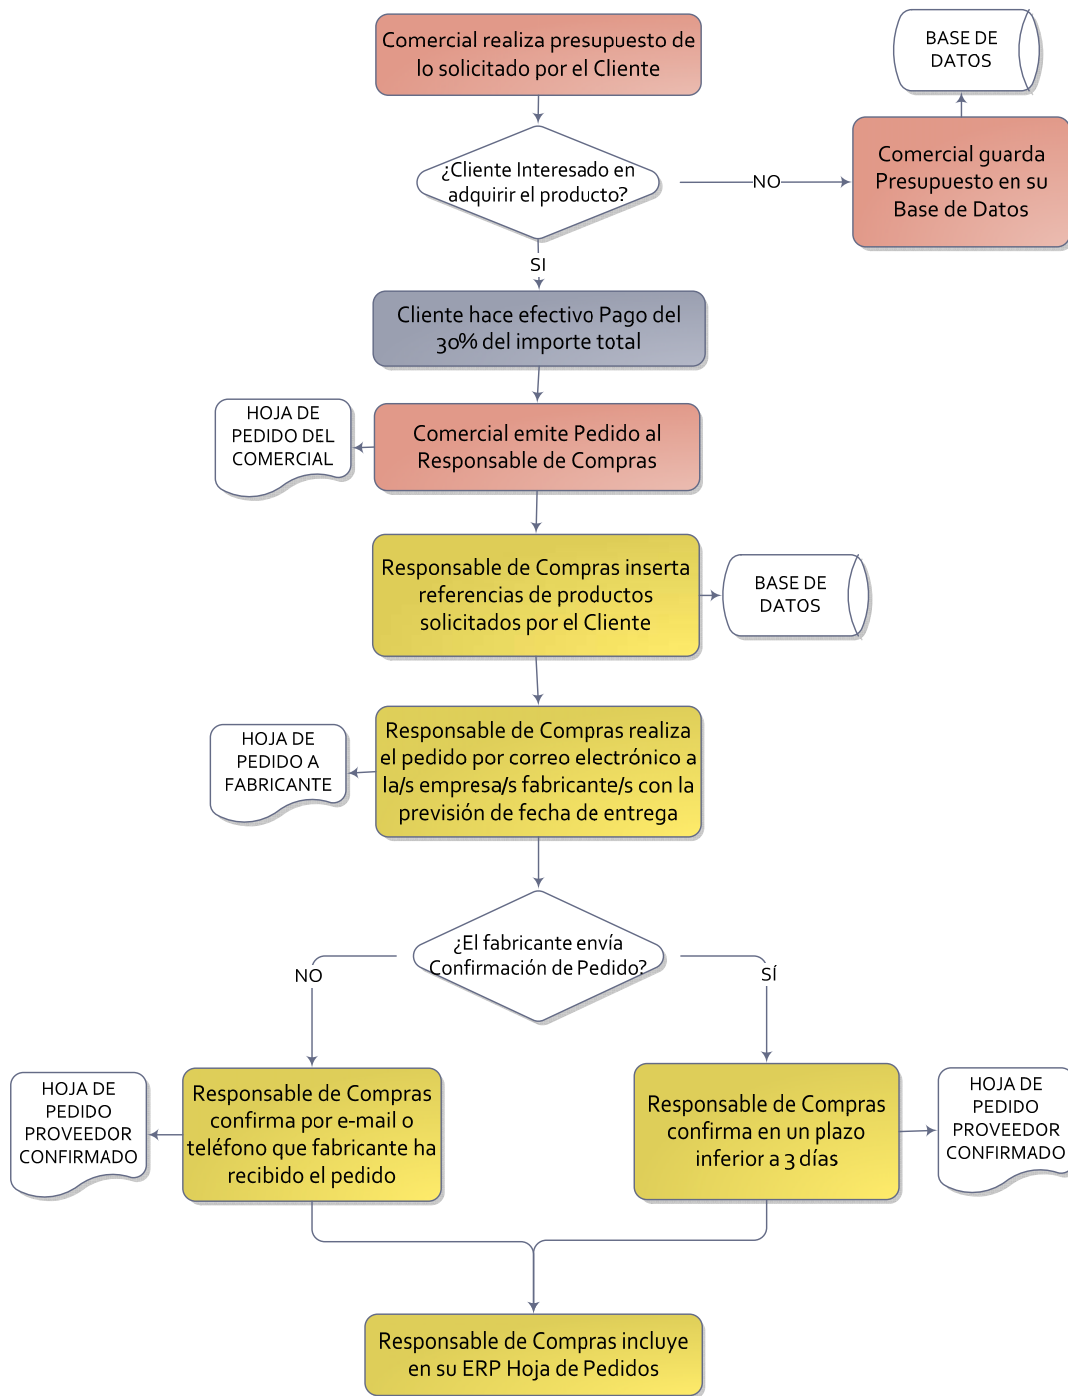 Comercial realiza presupuesto de
lo solicitado por el Cliente
BASE DE
DATOS
¿Cliente Interesado en
adquirir el producto?
NO
Comercial guarda
Presupuesto en su
Base de Datos
SI
Cliente hace efectivo Pago del
30% del importe total
HOJA DE
PEDIDO DEL
COMERCIAL
Comercial emite Pedido al
Responsable de Compras
Responsable de Compras inserta
referencias de productos
solicitados por el Cliente
BASE DE
DATOS
HOJA DE
PEDIDO A
FABRICANTE
Responsable de Compras realiza
el pedido por correo electrónico a
la/s empresa/s fabricante/s con la
previsión de fecha de entrega
¿El fabricante envía
Confirmación de Pedido?
NO
SÍ
HOJA DE
PEDIDO
PROVEEDOR
CONFIRMADO
Responsable de Compras
confirma por e-mail o
teléfono que fabricante ha
recibido el pedido
Responsable de Compras
confirma en un plazo
inferior a 3 días
HOJA DE
PEDIDO
PROVEEDOR
CONFIRMADO
Responsable de Compras incluye
en su ERP Hoja de Pedidos